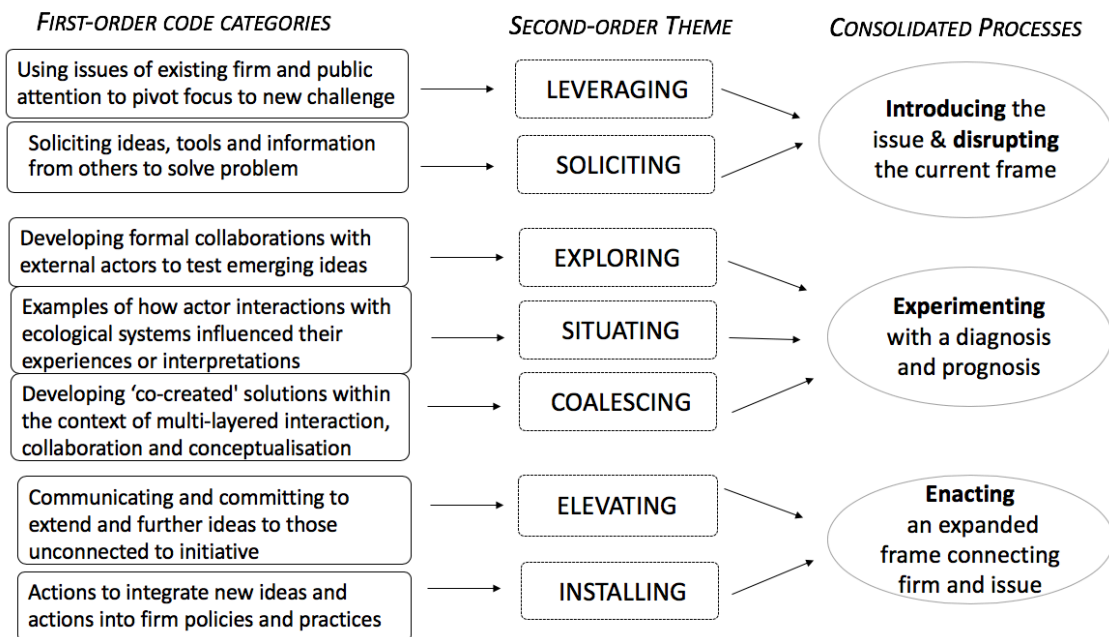 FIRST-ORDER CODE CATEGORIES
SECOND-ORDER THEME
CONSOLIDATED PROCESSES
Using issues of existing firm and public
attention to pivot focus to new challenge
LEVERAGING
Soliciting ideas, tools and information
from others to solve problem
SOLICITING
Introducing the
issue & disrupting
the current frame
Developing formal collaborations with
external actors to test emerging ideas
EXPLORING
Examples of how actor interactions with
ecological systems influenced their
experiences or interpretations
SITUATING
Developing ‘co-created' solutions within
the context of multi-layered interaction,
collaboration and conceptualisation
COALESCING
Experimenting
with a diagnosis
and prognosis
Communicating and committing to
extend and further ideas to those
unconnected to initiative
ELEVATING
Actions to integrate new ideas and
actions into firm policies and practices
INSTALLING
Enacting
an expanded
frame connecting
firm and issue